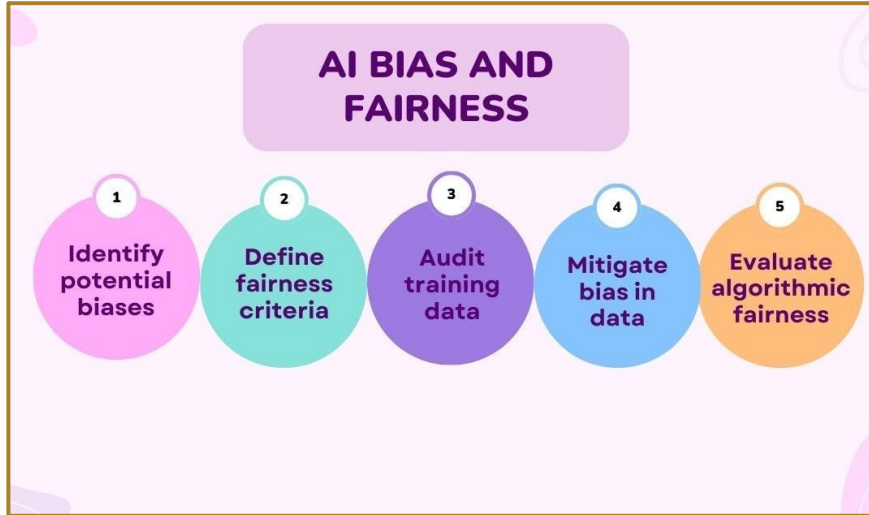 AI BIAS AND
FAIRNESS
1
Identify
potential
biases
2
Define
fairness
criteria
3
Audit
training
data
4
Mitigate
bias in
data
5
Evaluate
algorithmic
fairness